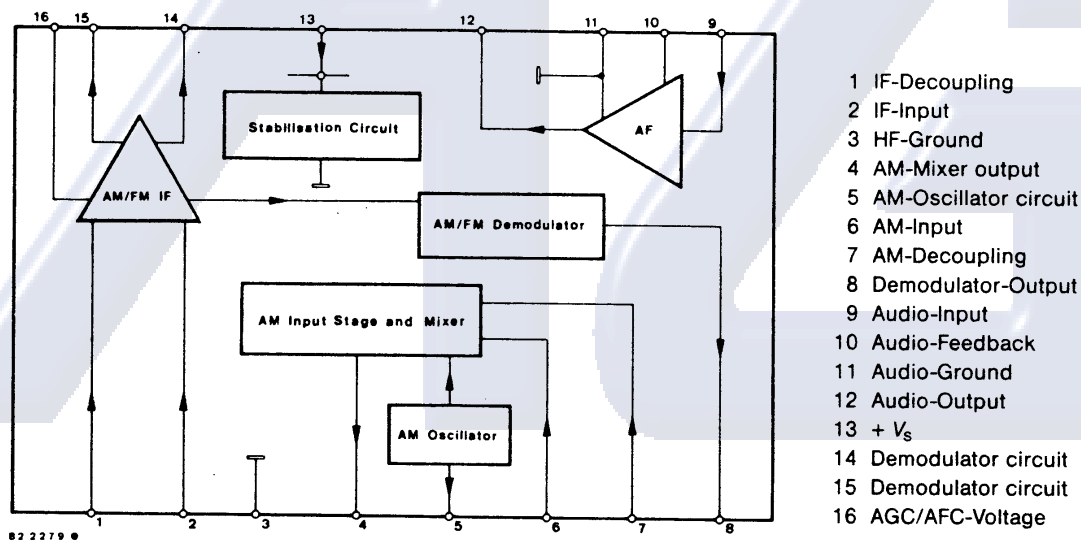 16 15 14 13 12 11 10 9
Stabilisation Circuit
AF
AM/FM IF
AM/FM Demodulator
AM Input Stage and Mixer
AM Oscillator
1 2 3 4 5 6 7 8
82 2279 e
1 IF-Decoupling
2 IF-Input
3 HF-Ground
4 AM-Mixer output
5 AM-Oscillator circuit
6 AM-Input
7 AM-Decoupling
8 Demodulator-Output
9 Audio-Input
10 Audio-Feedback
11 Audio-Ground
12 Audio-Output
13 + Vs
14 Demodulator circuit
15 Demodulator circuit
16 AGC/AFC-Voltage